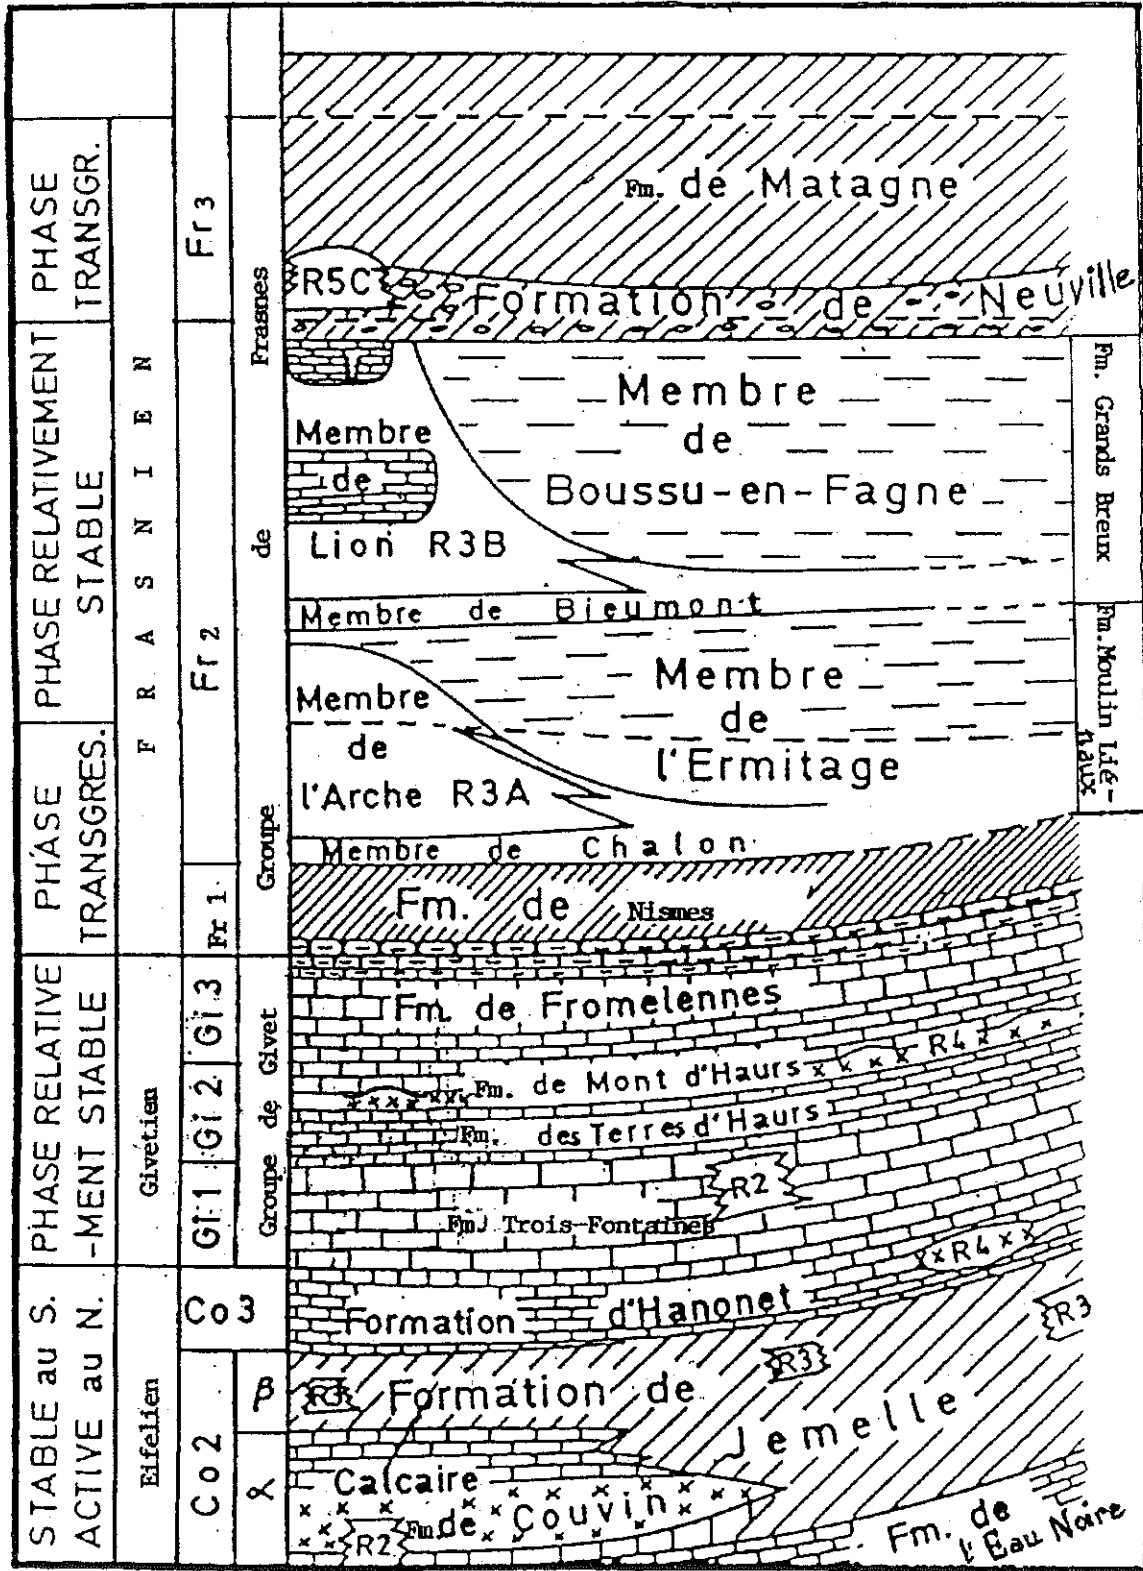 PHASE TRANSGR.
PHASE RELATIVEMENT STABLE
PHASE TRANSGRES.
PHASE RELATIVE
-MENT STABLE
STABLE au S.
ACTIVE au N.
FRASNIEN
Givétien
Eifelien
Fr 3
Fr 2
Fr 1
Gi 3
Gi 2
Gi 1
Co 3
Co 2
β
α
Groupe de Frasnes
Groupe de Givet
Fm. de Matagne
R5C
Formation de Neuville
Membre
de
Boussu-en-Fagne
Membre
de
Lion R3B
Membre de Bieumont
Membre
de
l'Ermitage
Membre
de
l'Arche R3A
Membre de Chalon
Fm. de Nismes
Fm. de Fromelennes
Fm. de Mont d'Haurs
R4
Fm. des Terres d'Haurs
R2
Fm. Trois-Fontaines
R4
Formation d'Hanonet
R3
R3
R3
Formation de
Jemelle
Calcaire
Fm. de Couvin
R2
Fm. de
l'Eau Noire
Fm. Grands Breux
Fm. Moulin Lié-
naux